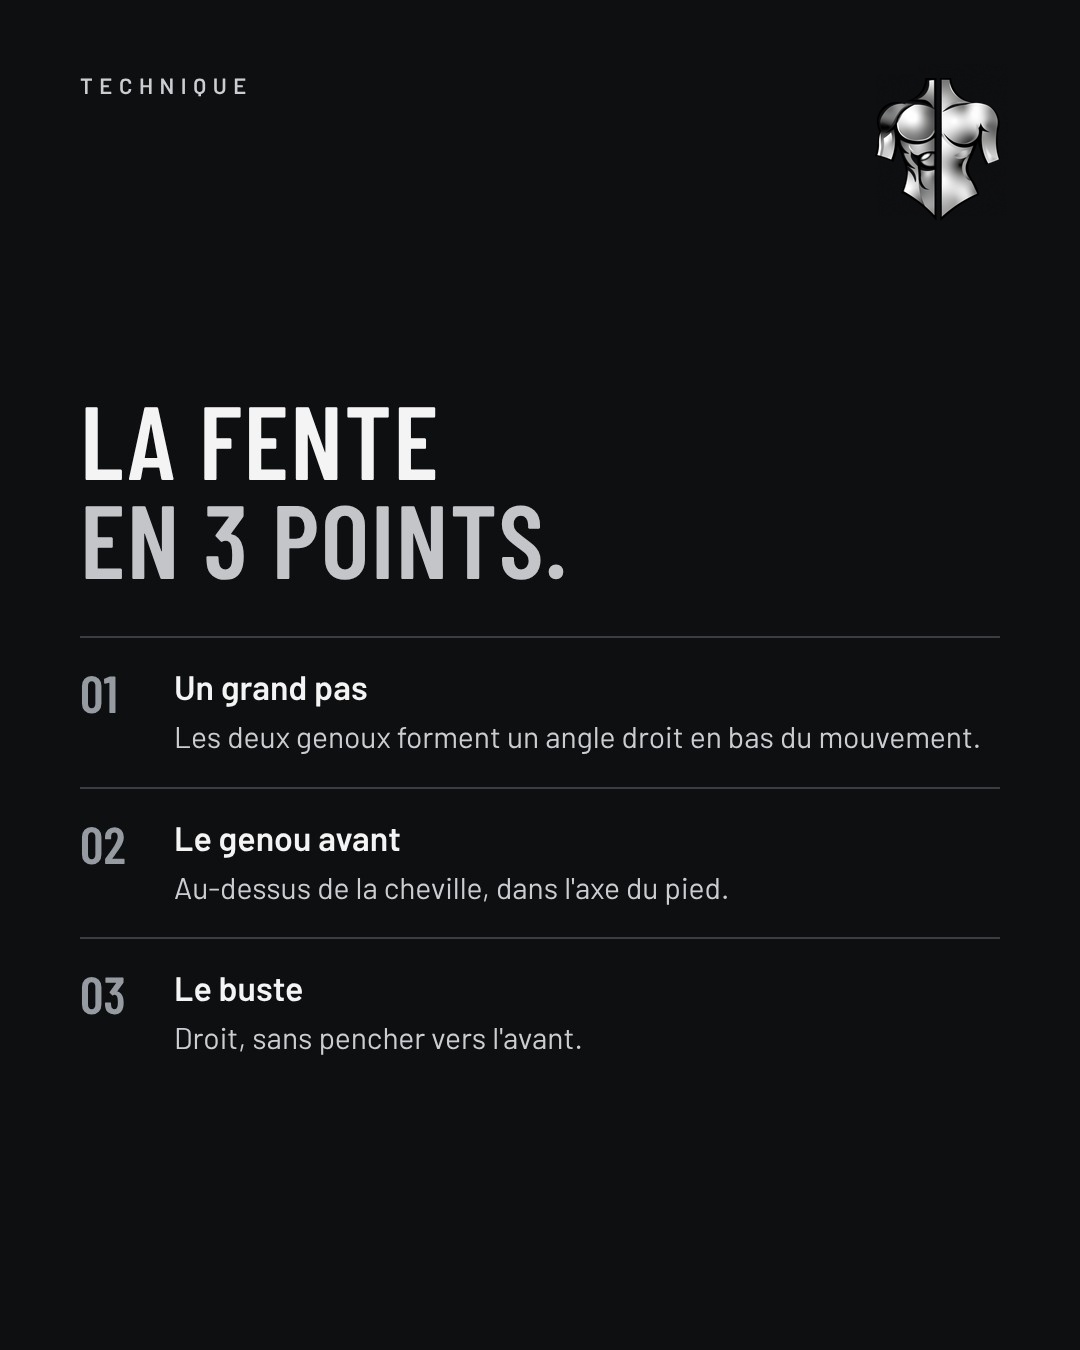 TECHNIQUE
LA FENTE
EN 3 POINTS.
01 Un grand pas
Les deux genoux forment un angle droit en bas du mouvement.
02 Le genou avant
Au-dessus de la cheville, dans l'axe du pied.
03 Le buste
Droit, sans pencher vers l'avant.